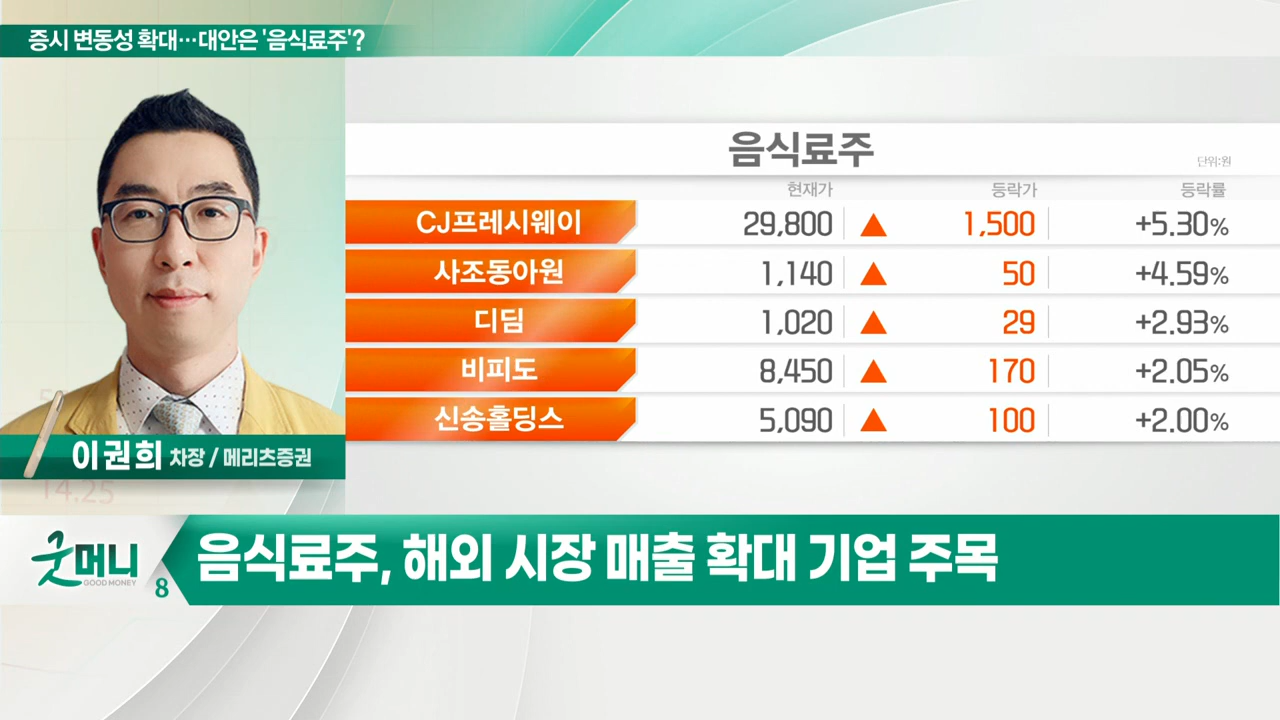 증시 변동성 확대…대안은 '음식료주'?
음식료주
단위:원
현재가 등락가 등락률
CJ프레시웨이 29,800 ▲ 1,500 +5.30%
사조동아원 1,140 ▲ 50 +4.59%
디딤 1,020 ▲ 29 +2.93%
비피도 8,450 ▲ 170 +2.05%
신송홀딩스 5,090 ▲ 100 +2.00%
이권희 차장 / 메리츠증권
14.25
굿머니
GOOD MONEY
8
음식료주, 해외 시장 매출 확대 기업 주목